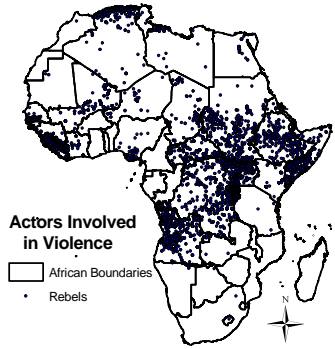 Actors Involved
in Violence
African Boundaries
Rebels
N